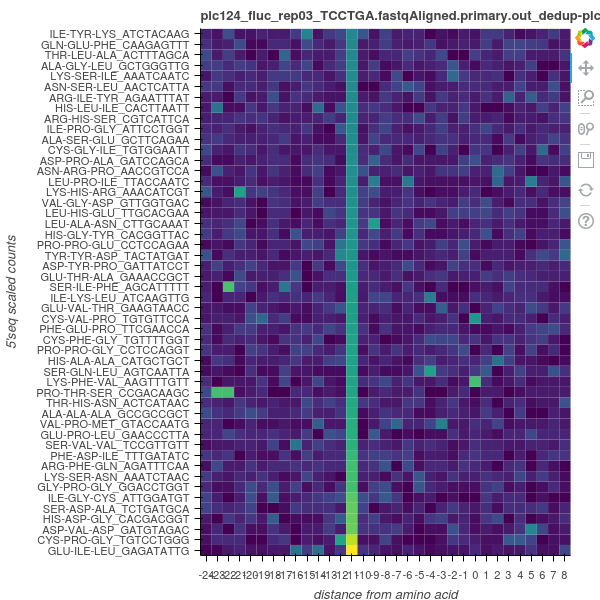 plc124_fluc_rep03_TCCTGA.fastqAligned.primary.out_dedup-plc
ILE-TYR-LYS_ATCTACAAG
GLN-GLU-PHE_CAAGAGTTT
THR-LEU-ALA_ACTTTAGCA
ALA-GLY-LEU_GCTGGGTTG
LYS-SER-ILE_AAATCAATC
ASN-SER-LEU_AACTCATTA
ARG-ILE-TYR_AGAATTTAT
HIS-LEU-ILE_CACTTAATT
ARG-HIS-SER_CGTCATTCA
ILE-PRO-GLY_ATTCCTGGT
ALA-SER-GLU_GCTTCAGAA
CYS-GLY-ILE_TGTGGAATT
ASP-PRO-ALA_GATCCAGCA
ASN-ARG-PRO_AACCGTCCA
LEU-PRO-ILE_TTACCAATC
LYS-HIS-ARG_AAACATCGT
VAL-GLY-ASP_GTTGGTGAC
LEU-HIS-GLU_TTGCACGAA
LEU-ALA-ASN_CTTGCAAAT
HIS-GLY-TYR_CACGGTTAC
PRO-PRO-GLU_CCTCCAGAA
TYR-TYR-ASP_TACTATGAT
ASP-TYR-PRO_GATTATCCT
GLU-THR-ALA_GAAACCGCT
SER-ILE-PHE_AGCATTTTT
ILE-LYS-LEU_ATCAAGTTG
GLU-VAL-THR_GAAGTAACC
CYS-VAL-PRO_TGTGTTCCA
PHE-GLU-PRO_TTCGAACCA
CYS-PHE-GLY_TGTTTTGGT
PRO-PRO-GLY_CCTCCAGGT
HIS-ALA-ALA_CATGCTGCT
SER-GLN-LEU_AGTCAATTA
LYS-PHE-VAL_AAGTTTGTT
PRO-THR-SER_CCGACAAGC
THR-HIS-ASN_ACTCATAAC
ALA-ALA-ALA_GCCGCCGCT
VAL-PRO-MET_GTACCAATG
GLU-PRO-LEU_GAACCCTTA
SER-VAL-VAL_TCCGTTGTT
PHE-ASP-ILE_TTTGATATC
ARG-PHE-GLN_AGATTTCAA
LYS-SER-ASN_AAATCTAAC
GLY-PRO-GLY_GGACCTGGT
ILE-GLY-CYS_ATTGGATGT
SER-ASP-ALA_TCTGATGCA
HIS-ASP-GLY_CACGACGGT
ASP-VAL-ASP_GATGTAGAC
CYS-PRO-GLY_TGTCCTGGG
GLU-ILE-LEU_GAGATATTG
5'seq scaled counts
-24-23-22-21-20-19-18-17-16-15-14-13-12-11-10-9 -8 -7 -6 -5 -4 -3 -2 -1 0 1 2 3 4 5 6 7 8
distance from amino acid